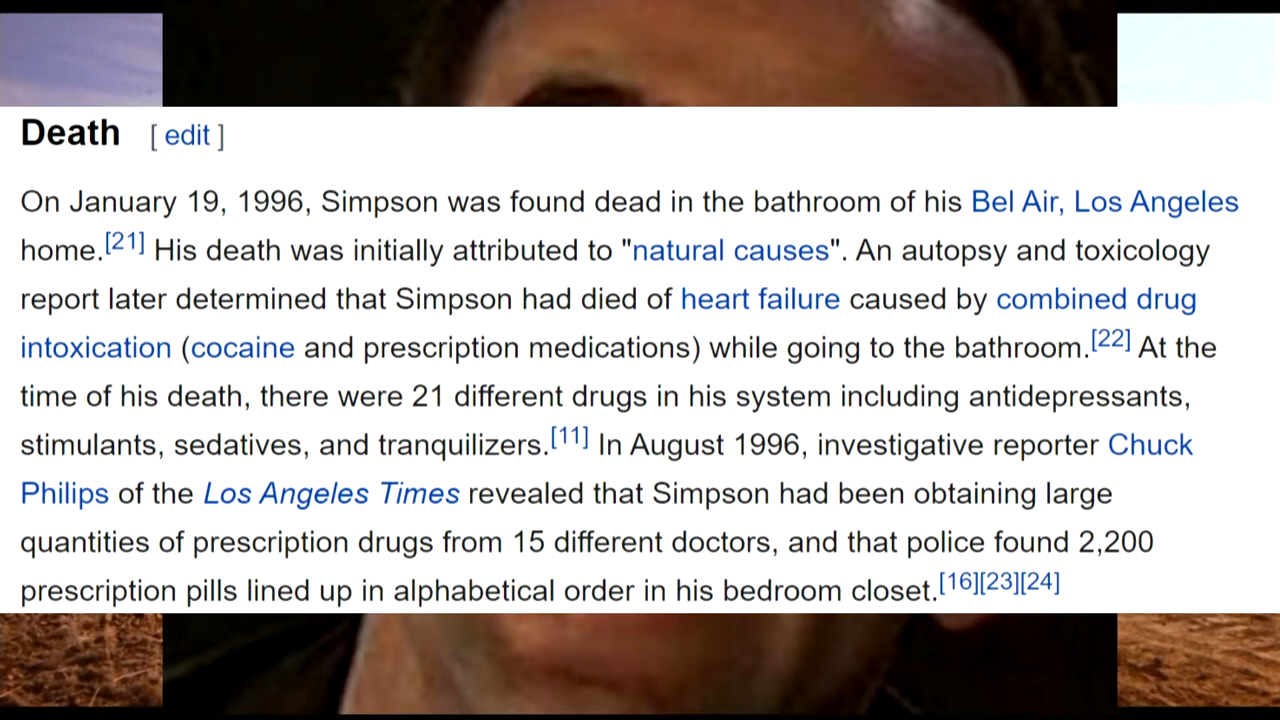 Death [ edit ]
On January 19, 1996, Simpson was found dead in the bathroom of his Bel Air, Los Angeles
home.[21] His death was initially attributed to "natural causes". An autopsy and toxicology
report later determined that Simpson had died of heart failure caused by combined drug
intoxication (cocaine and prescription medications) while going to the bathroom.[22] At the
time of his death, there were 21 different drugs in his system including antidepressants,
stimulants, sedatives, and tranquilizers.[11] In August 1996, investigative reporter Chuck
Philips of the Los Angeles Times revealed that Simpson had been obtaining large
quantities of prescription drugs from 15 different doctors, and that police found 2,200
prescription pills lined up in alphabetical order in his bedroom closet.[16][23][24]